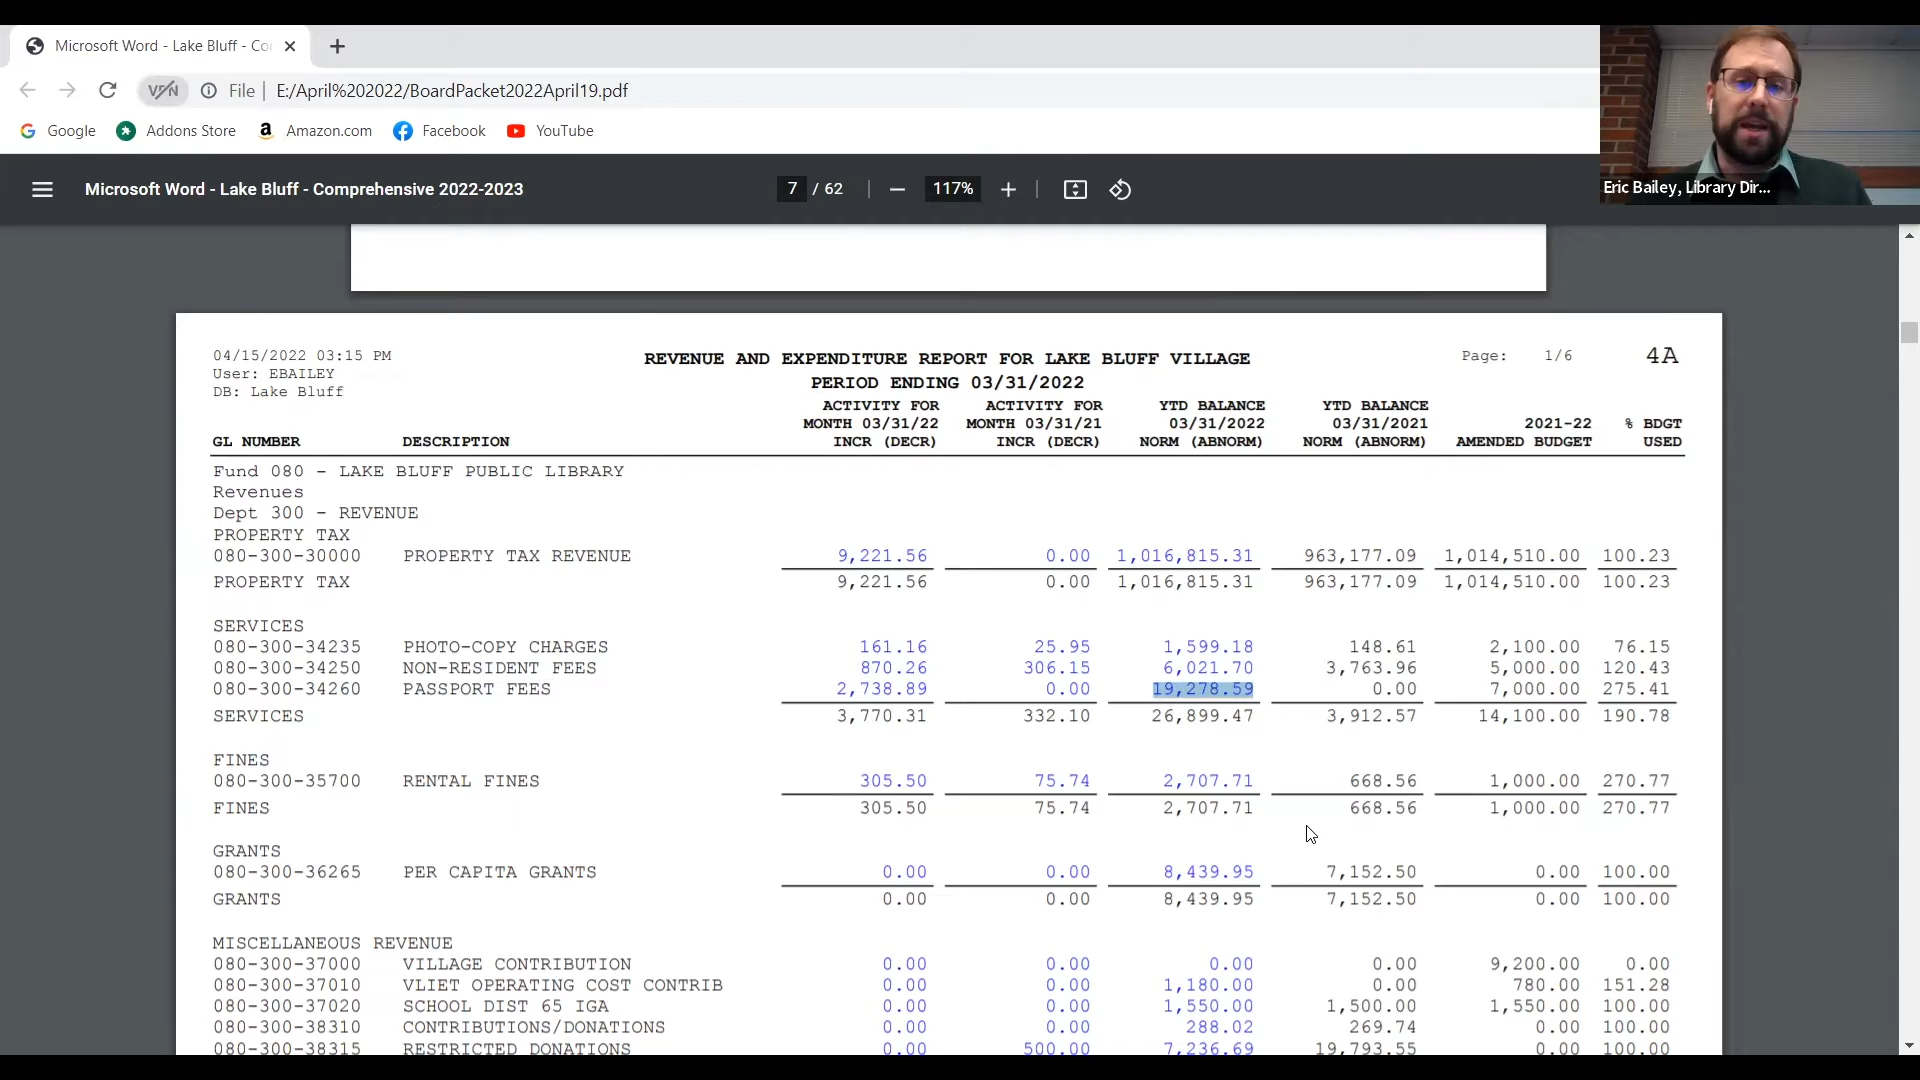 Microsoft Word - Lake Bluff - Co
VPN File E:/April%202022/BoardPacket2022April19.pdf
Google Addons Store Amazon.com Facebook YouTube
Eric Bailey, Library Dir...
Microsoft Word - Lake Bluff - Comprehensive 2022-2023 7 / 62 117%
04/15/2022 03:15 PM REVENUE AND EXPENDITURE REPORT FOR LAKE BLUFF VILLAGE Page: 1/6 4A
User: EBAILEY
DB: Lake Bluff
PERIOD ENDING 03/31/2022
ACTIVITY FOR ACTIVITY FOR YTD BALANCE YTD BALANCE
MONTH 03/31/22 MONTH 03/31/21 03/31/2022 03/31/2021 2021-22 % BDGT
GL NUMBER DESCRIPTION INCR (DECR) INCR (DECR) NORM (ABNORM) NORM (ABNORM) AMENDED BUDGET USED
Fund 080 - LAKE BLUFF PUBLIC LIBRARY
Revenues
Dept 300 - REVENUE
PROPERTY TAX
080-300-30000 PROPERTY TAX REVENUE 9,221.56 0.00 1,016,815.31 963,177.09 1,014,510.00 100.23
PROPERTY TAX 9,221.56 0.00 1,016,815.31 963,177.09 1,014,510.00 100.23
SERVICES
080-300-34235 PHOTO-COPY CHARGES 161.16 25.95 1,599.18 148.61 2,100.00 76.15
080-300-34250 NON-RESIDENT FEES 870.26 306.15 6,021.70 3,763.96 5,000.00 120.43
080-300-34260 PASSPORT FEES 2,738.89 0.00 19,278.59 0.00 7,000.00 275.41
SERVICES 3,770.31 332.10 26,899.47 3,912.57 14,100.00 190.78
FINES
080-300-35700 RENTAL FINES 305.50 75.74 2,707.71 668.56 1,000.00 270.77
FINES 305.50 75.74 2,707.71 668.56 1,000.00 270.77
GRANTS
080-300-36265 PER CAPITA GRANTS 0.00 0.00 8,439.95 7,152.50 0.00 100.00
GRANTS 0.00 0.00 8,439.95 7,152.50 0.00 100.00
MISCELLANEOUS REVENUE
080-300-37000 VILLAGE CONTRIBUTION 0.00 0.00 0.00 0.00 9,200.00 0.00
080-300-37010 VLIET OPERATING COST CONTRIB 0.00 0.00 1,180.00 0.00 780.00 151.28
080-300-37020 SCHOOL DIST 65 IGA 0.00 0.00 1,550.00 1,500.00 1,550.00 100.00
080-300-38310 CONTRIBUTIONS/DONATIONS 0.00 0.00 288.02 269.74 0.00 100.00
080-300-38315 RESTRICTED DONATIONS 0.00 500.00 7,236.69 19,793.55 0.00 100.00